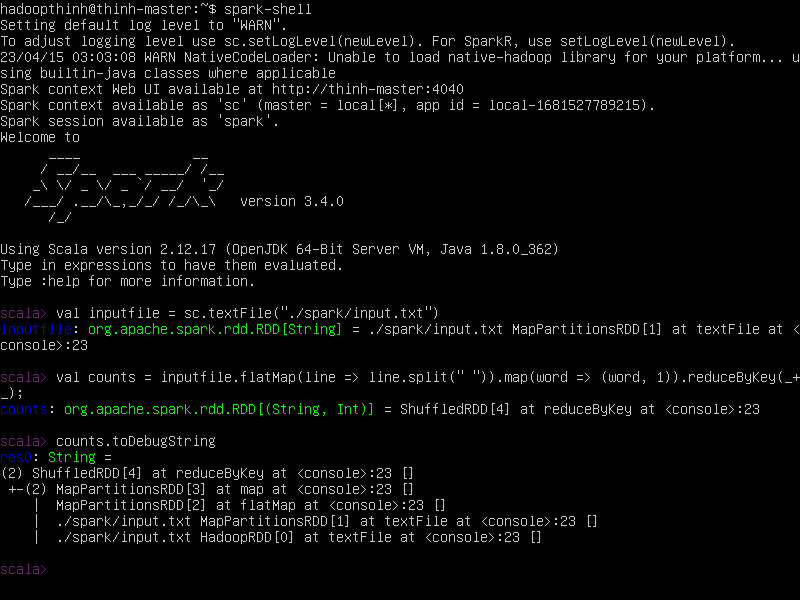 hadoopthinh@thinh-master:~$ spark-shell
Setting default log level to "WARN".
To adjust logging level use sc.setLogLevel(newLevel). For SparkR, use setLogLevel(newLevel).
23/04/15 03:03:08 WARN NativeCodeLoader: Unable to load native-hadoop library for your platform... u
sing builtin-java classes where applicable
Spark context Web UI available at http://thinh-master:4040
Spark context available as 'sc' (master = local[*], app id = local-1681527789215).
Spark session available as 'spark'.
Welcome to
      ____              __
     / __/__  ___ _____/ /__
    _\ \/ _ \/ _ `/ __/  '_/
   /___/ .__/\_,_/_/ /_/\_\   version 3.4.0
      /_/
Using Scala version 2.12.17 (OpenJDK 64-Bit Server VM, Java 1.8.0_362)
Type in expressions to have them evaluated.
Type :help for more information.
scala> val inputfile = sc.textFile("./spark/input.txt")
inputfile: org.apache.spark.rdd.RDD[String] = ./spark/input.txt MapPartitionsRDD[1] at textFile at <
console>:23
scala> val counts = inputfile.flatMap(line => line.split(" ")).map(word => (word, 1)).reduceByKey(_+
_);
counts: org.apache.spark.rdd.RDD[(String, Int)] = ShuffledRDD[4] at reduceByKey at <console>:23
scala> counts.toDebugString
res0: String =
(2) ShuffledRDD[4] at reduceByKey at <console>:23 []
 +-(2) MapPartitionsRDD[3] at map at <console>:23 []
    |  MapPartitionsRDD[2] at flatMap at <console>:23 []
    |  ./spark/input.txt MapPartitionsRDD[1] at textFile at <console>:23 []
    |  ./spark/input.txt HadoopRDD[0] at textFile at <console>:23 []
scala>